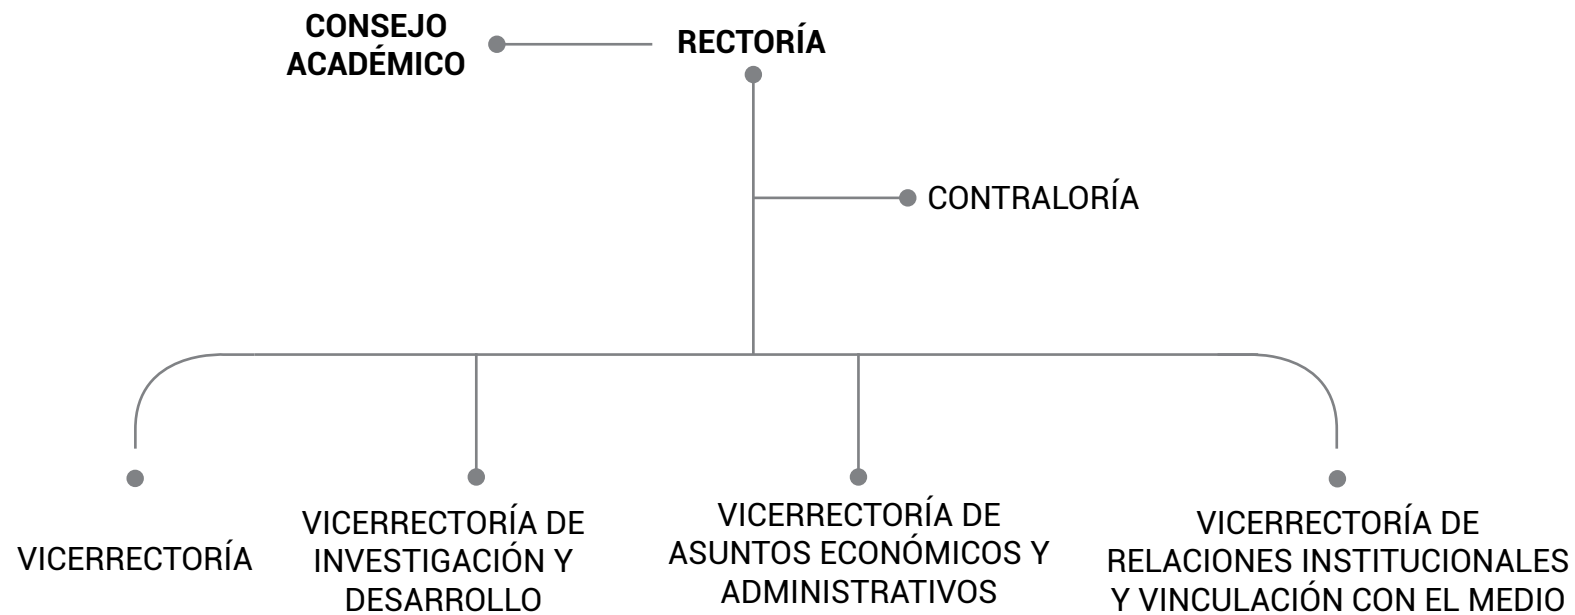 CONSEJO
ACADÉMICO
RECTORÍA
CONTRALORÍA
VICERRECTORÍA
VICERRECTORÍA DE
INVESTIGACIÓN Y
DESARROLLO
VICERRECTORÍA DE
ASUNTOS ECONÓMICOS Y
ADMINISTRATIVOS
VICERRECTORÍA DE
RELACIONES INSTITUCIONALES
Y VINCULACIÓN CON EL MEDIO